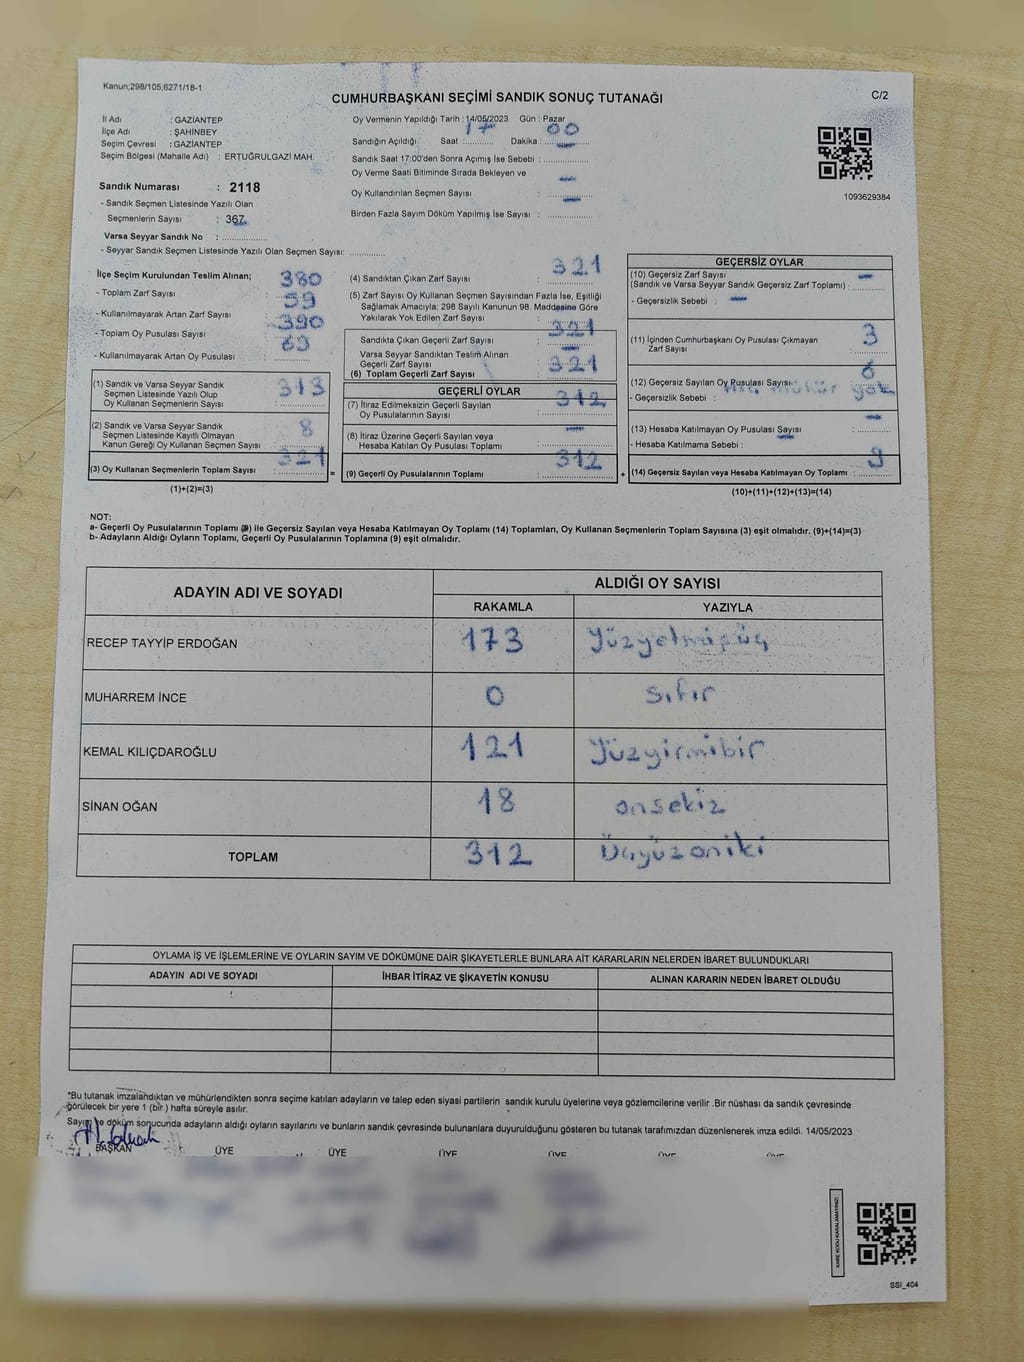 Kanun;298/105;6271/18-1
CUMHURBAŞKANI SEÇİMİ SANDIK SONUÇ TUTANAĞI
C/2
İl Adı : GAZİANTEP
İlçe Adı : ŞAHİNBEY
Seçim Çevresi : GAZİANTEP
Seçim Bölgesi (Mahalle Adı) : ERTUĞRULGAZİ MAH.
Sandık Numarası : 2118
- Sandık Seçmen Listesinde Yazılı Olan
Seçmenlerin Sayısı : 367
Varsa Seyyar Sandık No : ............
- Seyyar Sandık Seçmen Listesinde Yazılı Olan Seçmen Sayısı: ............
Oy Vermenin Yapıldığı Tarih : 14/05/2023 Gün : Pazar
Sandığın Açıldığı Saat : 17 Dakika : 00
Sandık Saat 17:00'den Sonra Açımış İse Sebebi : -
Oy Verme Saati Bitiminde Sırada Bekleyen ve
Oy Kullandırılan Seçmen Sayısı : -
Birden Fazla Sayım Döküm Yapılmış İse Sayısı : -
1093629384
İlçe Seçim Kurulundan Teslim Alınan;
- Toplam Zarf Sayısı : 380
- Kullanılmayarak Artan Zarf Sayısı : 59
- Toplam Oy Pusulası Sayısı : 390
- Kullanılmayarak Artan Oy Pusulası : 69
(1) Sandık ve Varsa Seyyar Sandık
Seçmen Listesinde Yazılı Olup
Oy Kullanan Seçmenlerin Sayısı : 313
(2) Sandık ve Varsa Seyyar Sandık
Seçmen Listesinde Kayıtlı Olmayan
Kanun Gereği Oy Kullanan Seçmen Sayısı : 8
(3) Oy Kullanan Seçmenlerin Toplam Sayısı : 321
(1)+(2)=(3)
(4) Sandıktan Çıkan Zarf Sayısı : 321
(5) Zarf Sayısı Oy Kullanan Seçmen Sayısından Fazla İse, Eşitliği
Sağlamak Amacıyla; 298 Sayılı Kanunun 98. Maddesine Göre
Yakılarak Yok Edilen Zarf Sayısı : -
Sandıkta Çıkan Geçerli Zarf Sayısı : 321
Varsa Seyyar Sandıktan Teslim Alınan
Geçerli Zarf Sayısı : -
(6) Toplam Geçerli Zarf Sayısı : 321
GEÇERLİ OYLAR
(7) İtiraz Edilmeksizin Geçerli Sayılan
Oy Pusulalarının Sayısı : 312
(8) İtiraz Üzerine Geçerli Sayılan veya
Hesaba Katılan Oy Pusulası Toplamı : -
= (9) Geçerli Oy Pusulalarının Toplamı : 312
GEÇERSİZ OYLAR
(10) Geçersiz Zarf Sayısı
(Sandık ve Varsa Seyyar Sandık Geçersiz Zarf Toplamı) : -
- Geçersizlik Sebebi : -
(11) İçinden Cumhurbaşkanı Oy Pusulası Çıkmayan
Zarf Sayısı : 3
(12) Geçersiz Sayılan Oy Pusulası Sayısı : 6
- Geçersizlik Sebebi : mühür yok
(13) Hesaba Katılmayan Oy Pusulası Sayısı : -
- Hesaba Katılmama Sebebi : -
+ (14) Geçersiz Sayılan veya Hesaba Katılmayan Oy Toplamı : 9
(10)+(11)+(12)+(13)=(14)
NOT:
a- Geçerli Oy Pusulalarının Toplamı (9) ile Geçersiz Sayılan veya Hesaba Katılmayan Oy Toplamı (14) Toplamları, Oy Kullanan Seçmenlerin Toplam Sayısına (3) eşit olmalıdır. (9)+(14)=(3)
b- Adayların Aldığı Oyların Toplamı, Geçerli Oy Pusulalarının Toplamına (9) eşit olmalıdır.
ADAYIN ADI VE SOYADI ALDIĞI OY SAYISI
RAKAMLA YAZIYLA
RECEP TAYYİP ERDOĞAN 173 Yüzyetmişüç
MUHARREM İNCE 0 sıfır
KEMAL KILIÇDAROĞLU 121 Yüzyirmibir
SİNAN OĞAN 18 onsekiz
TOPLAM 312 Üçyüzoniki
OYLAMA İŞ VE İŞLEMLERİNE VE OYLARIN SAYIM VE DÖKÜMÜNE DAİR ŞİKAYETLERLE BUNLARA AİT KARARLARIN NELERDEN İBARET BULUNDUKLARI
ADAYIN ADI VE SOYADI İHBAR İTİRAZ VE ŞİKAYETİN KONUSU ALINAN KARARIN NEDEN İBARET OLDUĞU
*Bu tutanak imzalandıktan ve mühürlendikten sonra seçime katılan adayların ve talep eden siyasi partilerin sandık kurulu üyelerine veya gözlemcilerine verilir .Bir nüshası da sandık çevresinde
görülecek bir yere 1 (bir ) hafta süreyle asılır.
Sayım ve döküm sonucunda adayların aldığı oyların sayılarını ve bunların sandık çevresinde bulunanlara duyurulduğunu gösteren bu tutanak tarafımızdan düzenlenerek imza edildi. 14/05/2023
BAŞKAN ÜYE ÜYE ÜYE ÜYE ÜYE ÜYE
KARE KODU KARALAMAYINIZ!
SSI_404